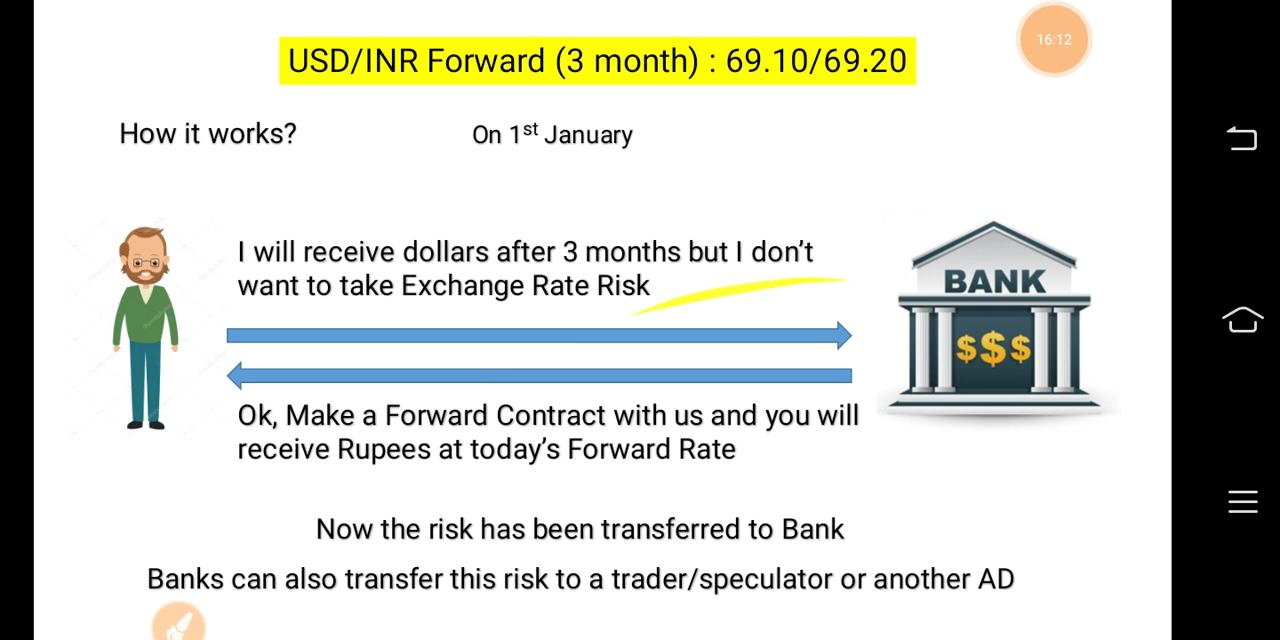 16:12
USD/INR Forward (3 month) : 69.10/69.20
How it works?
On 1st January
I will receive dollars after 3 months but I don’t
want to take Exchange Rate Risk
BANK
$$$
Ok, Make a Forward Contract with us and you will
receive Rupees at today’s Forward Rate
Now the risk has been transferred to Bank
Banks can also transfer this risk to a trader/speculator or another AD